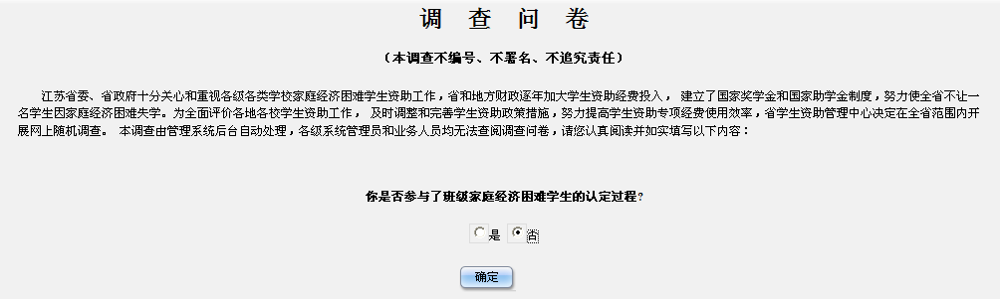 调 查 问 卷
（本调查不编号、不署名、不追究责任）
江苏省委、省政府十分关心和重视各级各类学校家庭经济困难学生资助工作，省和地方财政逐年加大学生资助经费投入， 建立了国家奖学金和国家助学金制度，努力使全省不让一
名学生因家庭经济困难失学。为全面评价各地各校学生资助工作， 及时调整和完善学生资助政策措施，努力提高学生资助专项经费使用效率，省学生资助管理中心决定在全省范围内开
展网上随机调查。 本调查由管理系统后台自动处理，各级系统管理员和业务人员均无法查阅调查问卷，请您认真阅读并如实填写以下内容：
你是否参与了班级家庭经济困难学生的认定过程?
是 否
确定